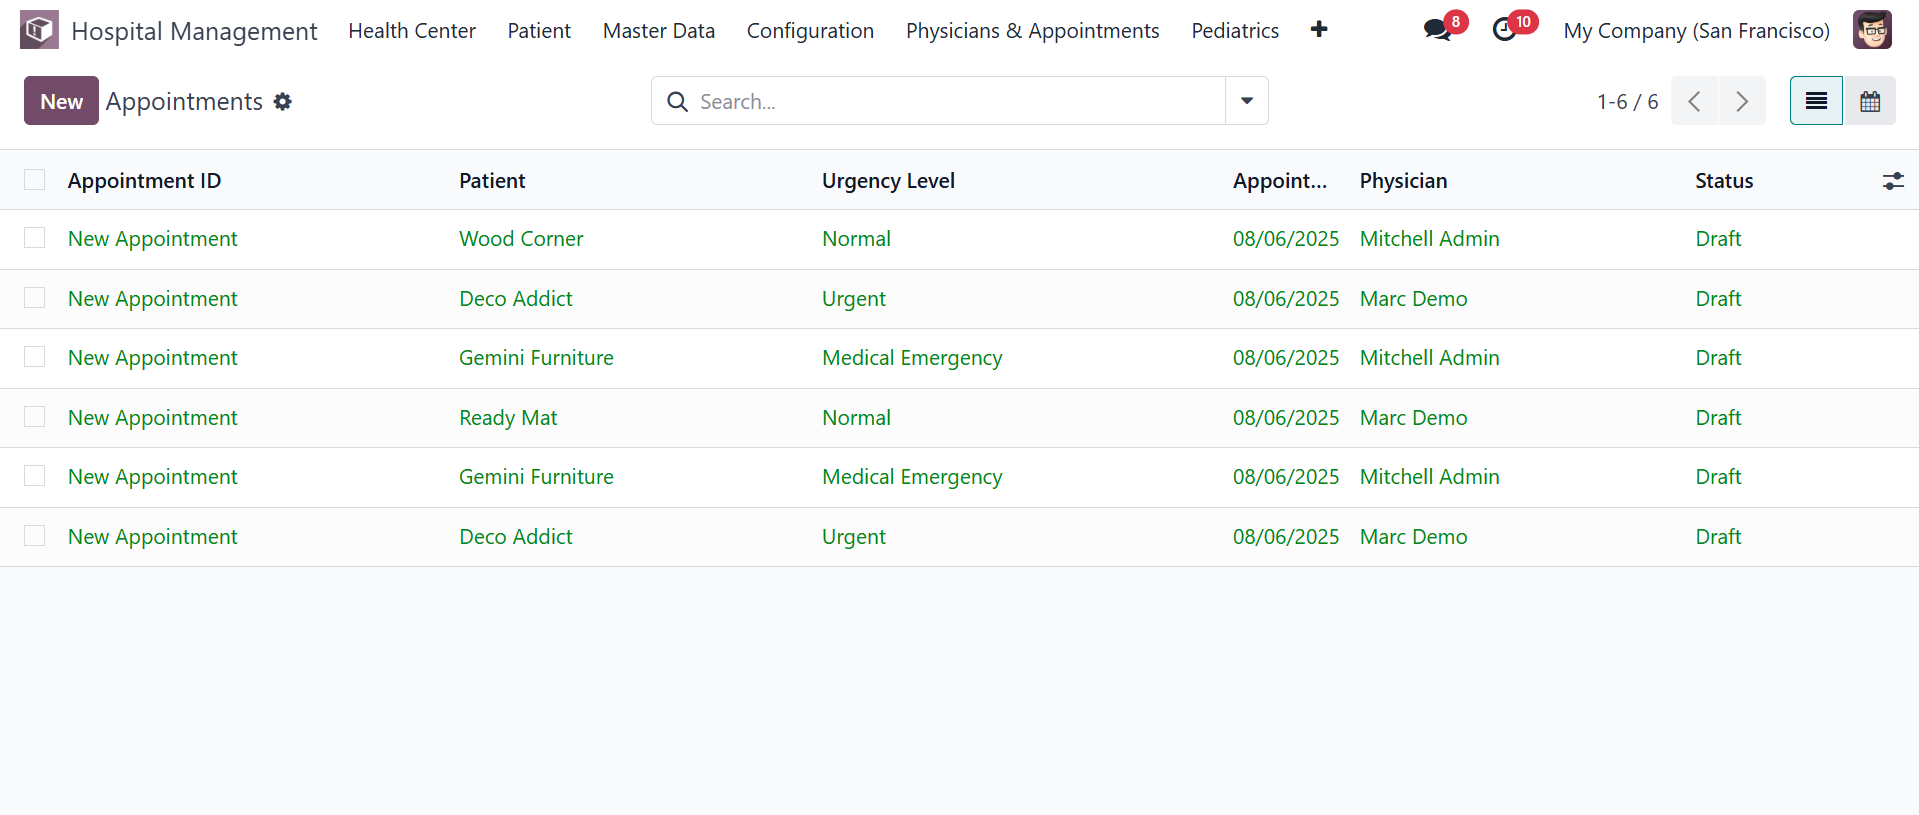 Hospital Management Health Center Patient Master Data Configuration Physicians & Appointments Pediatrics 8 10 My Company (San Francisco)
New Appointments Search... 1-6 / 6
Appointment ID Patient Urgency Level Appoint... Physician Status
New Appointment Wood Corner Normal 08/06/2025 Mitchell Admin Draft
New Appointment Deco Addict Urgent 08/06/2025 Marc Demo Draft
New Appointment Gemini Furniture Medical Emergency 08/06/2025 Mitchell Admin Draft
New Appointment Ready Mat Normal 08/06/2025 Marc Demo Draft
New Appointment Gemini Furniture Medical Emergency 08/06/2025 Mitchell Admin Draft
New Appointment Deco Addict Urgent 08/06/2025 Marc Demo Draft